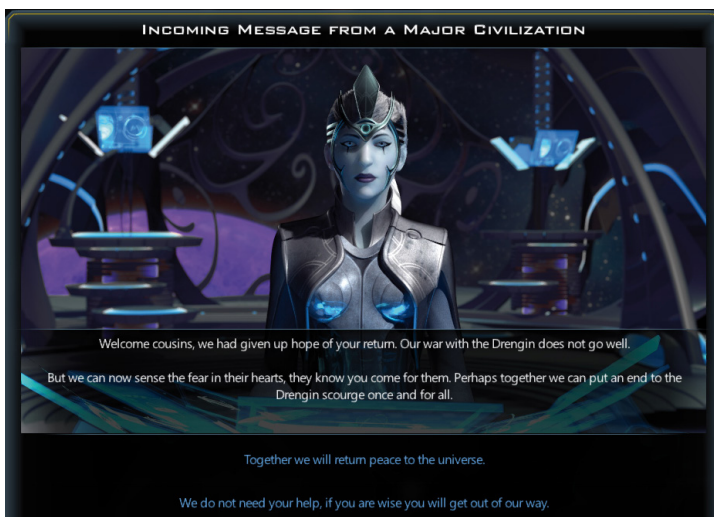 INCOMING MESSAGE FROM A MAJOR CIVILIZATION
Welcome cousins, we had given up hope of your return. Our war with the Drengin does not go well.
But we can now sense the fear in their hearts, they know you come for them. Perhaps together we can put an end to the
Drengin scourge once and for all.
Together we will return peace to the universe.
We do not need your help, if you are wise you will get out of our way.